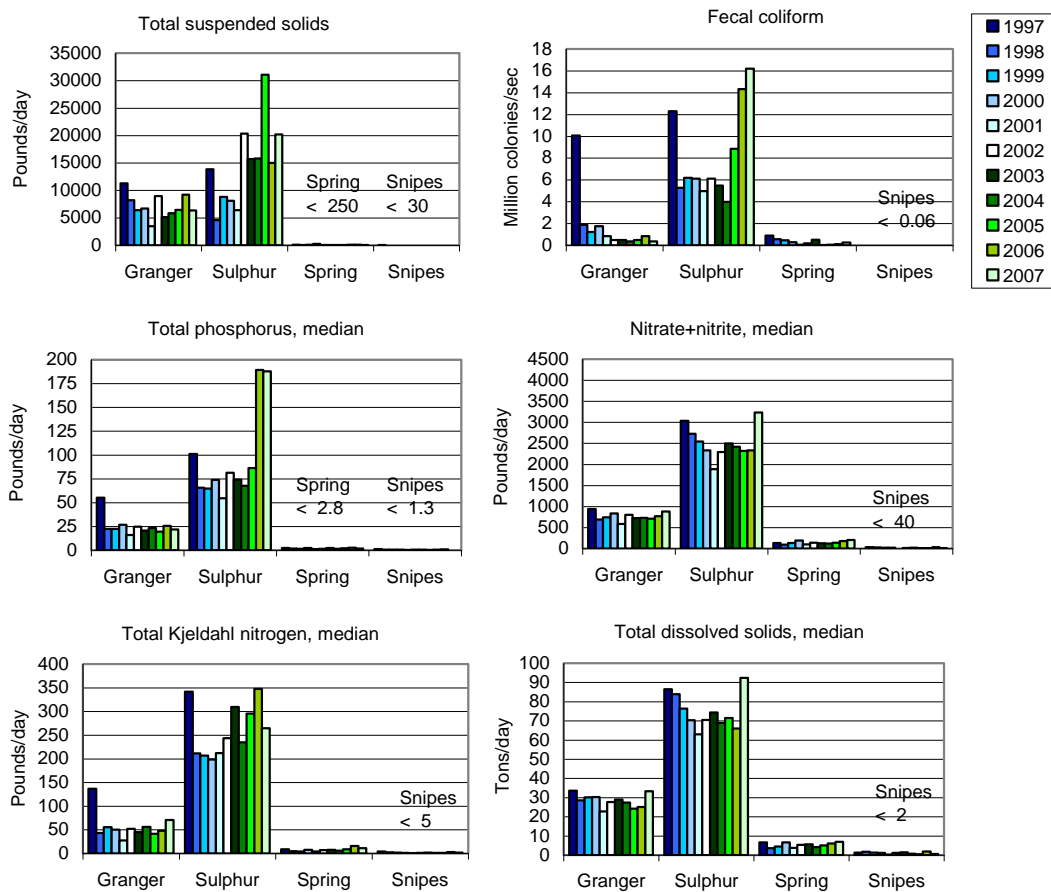 Total suspended solids
Pounds/day
35000
30000
25000
20000
15000
10000
5000
0
Spring
< 250
Snipes
< 30
Granger Sulphur Spring Snipes
Fecal coliform
Million colonies/sec
18
16
14
12
10
8
6
4
2
0
Snipes
< 0.06
Granger Sulphur Spring Snipes
1997
1998
1999
2000
2001
2002
2003
2004
2005
2006
2007
Total phosphorus, median
Pounds/day
200
175
150
125
100
75
50
25
0
Spring
< 2.8
Snipes
< 1.3
Granger Sulphur Spring Snipes
Nitrate+nitrite, median
Pounds/day
4500
4000
3500
3000
2500
2000
1500
1000
500
0
Snipes
< 40
Granger Sulphur Spring Snipes
Total Kjeldahl nitrogen, median
Pounds/day
400
350
300
250
200
150
100
50
0
Snipes
< 5
Granger Sulphur Spring Snipes
Total dissolved solids, median
Tons/day
100
90
80
70
60
50
40
30
20
10
0
Snipes
< 2
Granger Sulphur Spring Snipes